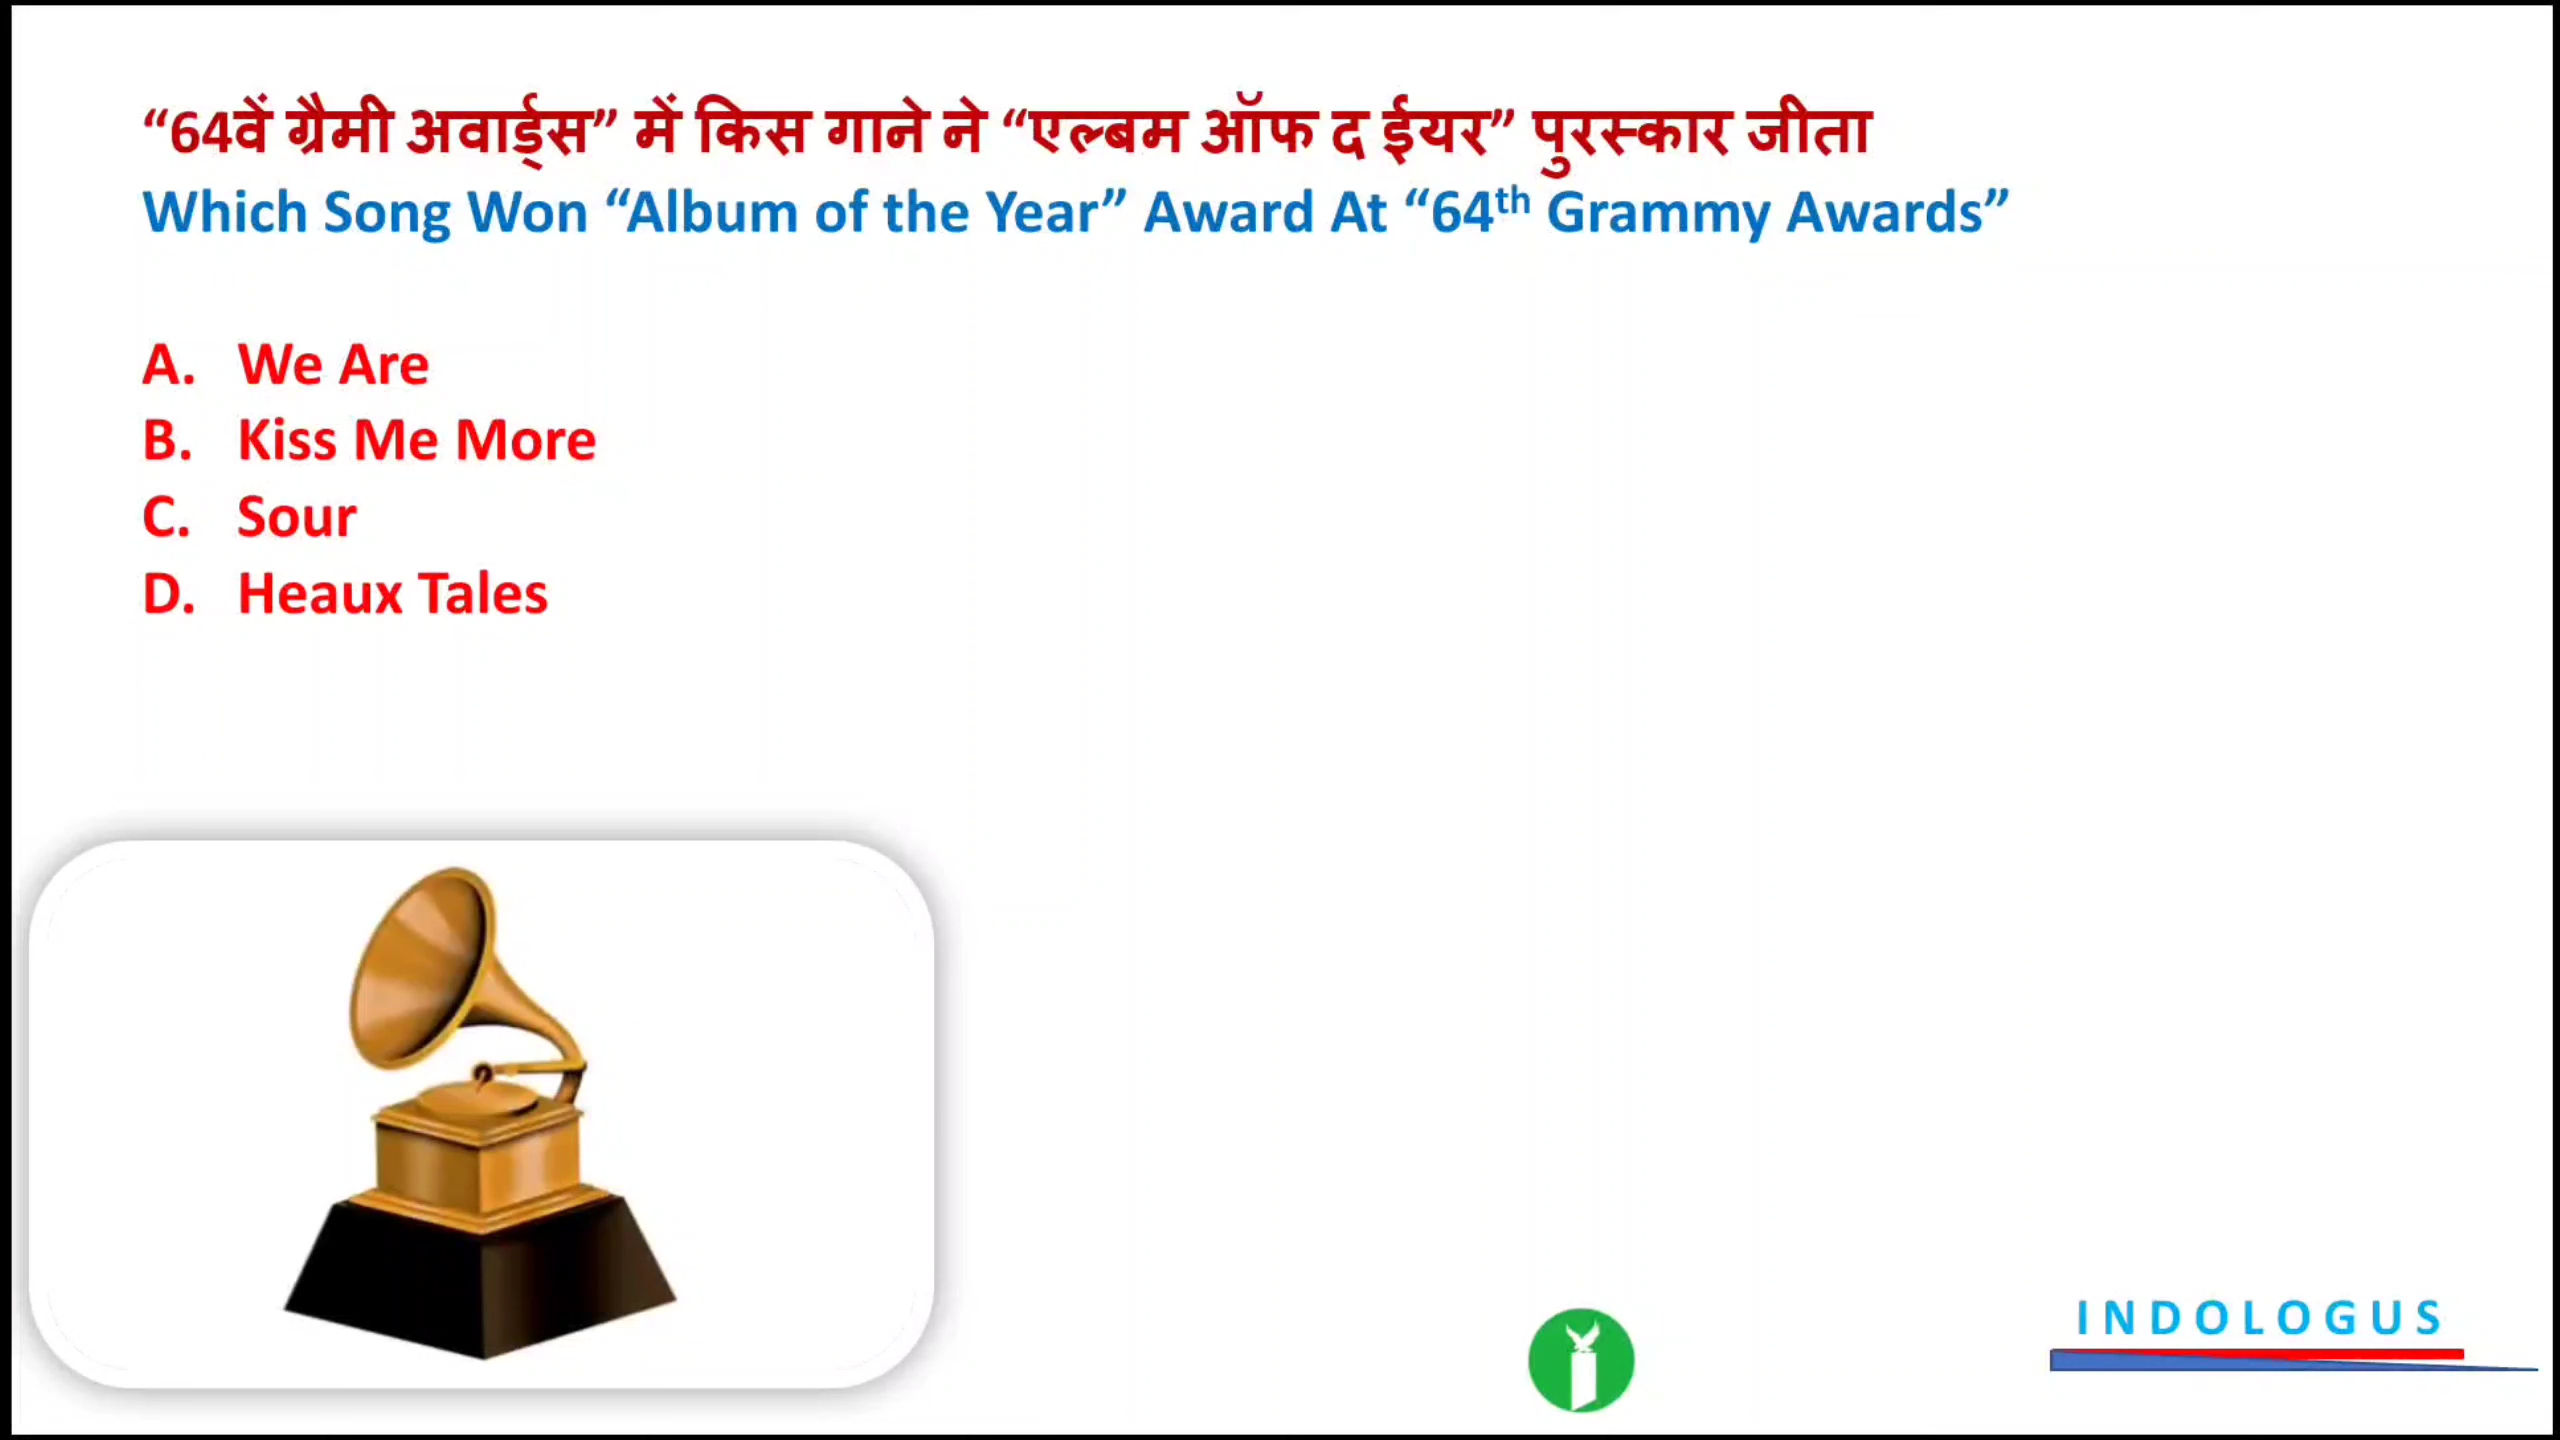 “64वें ग्रैमी अवार्ड्स” में किस गाने ने “एल्बम ऑफ द ईयर” पुरस्कार जीता
Which Song Won “Album of the Year” Award At “64th Grammy Awards”
A. We Are
B. Kiss Me More
C. Sour
D. Heaux Tales
INDOLOGUS